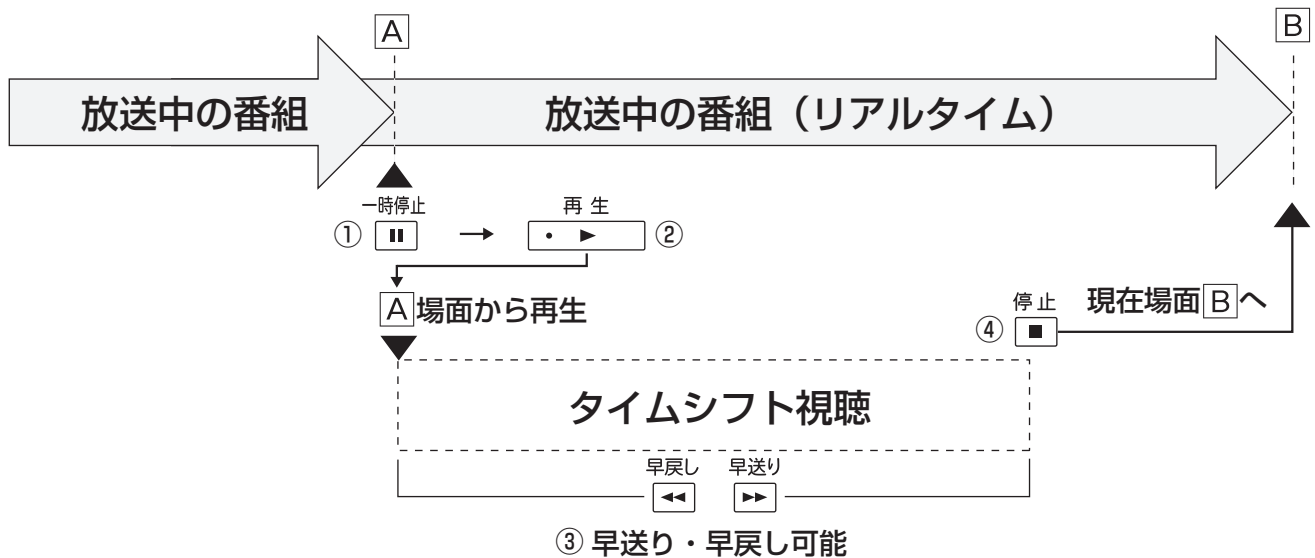 A
B
放送中の番組
放送中の番組（リアルタイム）
一時停止
再生
①
→
②
A場面から再生
停止
④
現在場面Bへ
タイムシフト視聴
早戻し
早送り
③ 早送り・早戻し可能